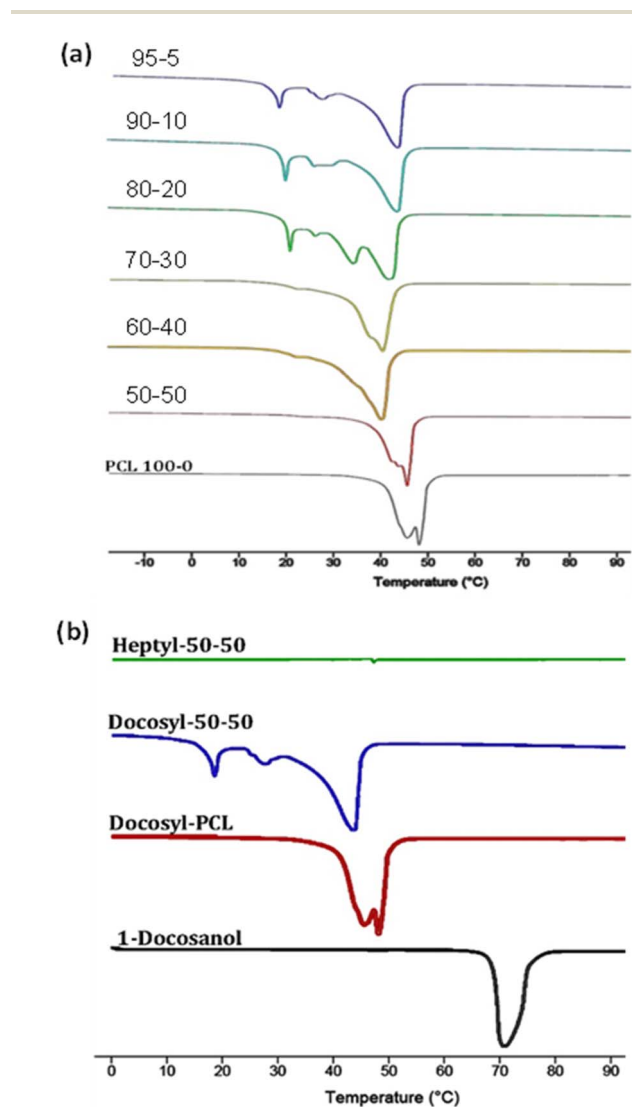 (a)
95-5
90-10
80-20
70-30
60-40
50-50
PCL 100-0
-10 0 10 20 30 40 50 60 70 80 90
Temperature (°C)
(b)
Heptyl-50-50
Docosyl-50-50
Docosyl-PCL
1-Docosanol
0 10 20 30 40 50 60 70 80 90
Temperature (°C)